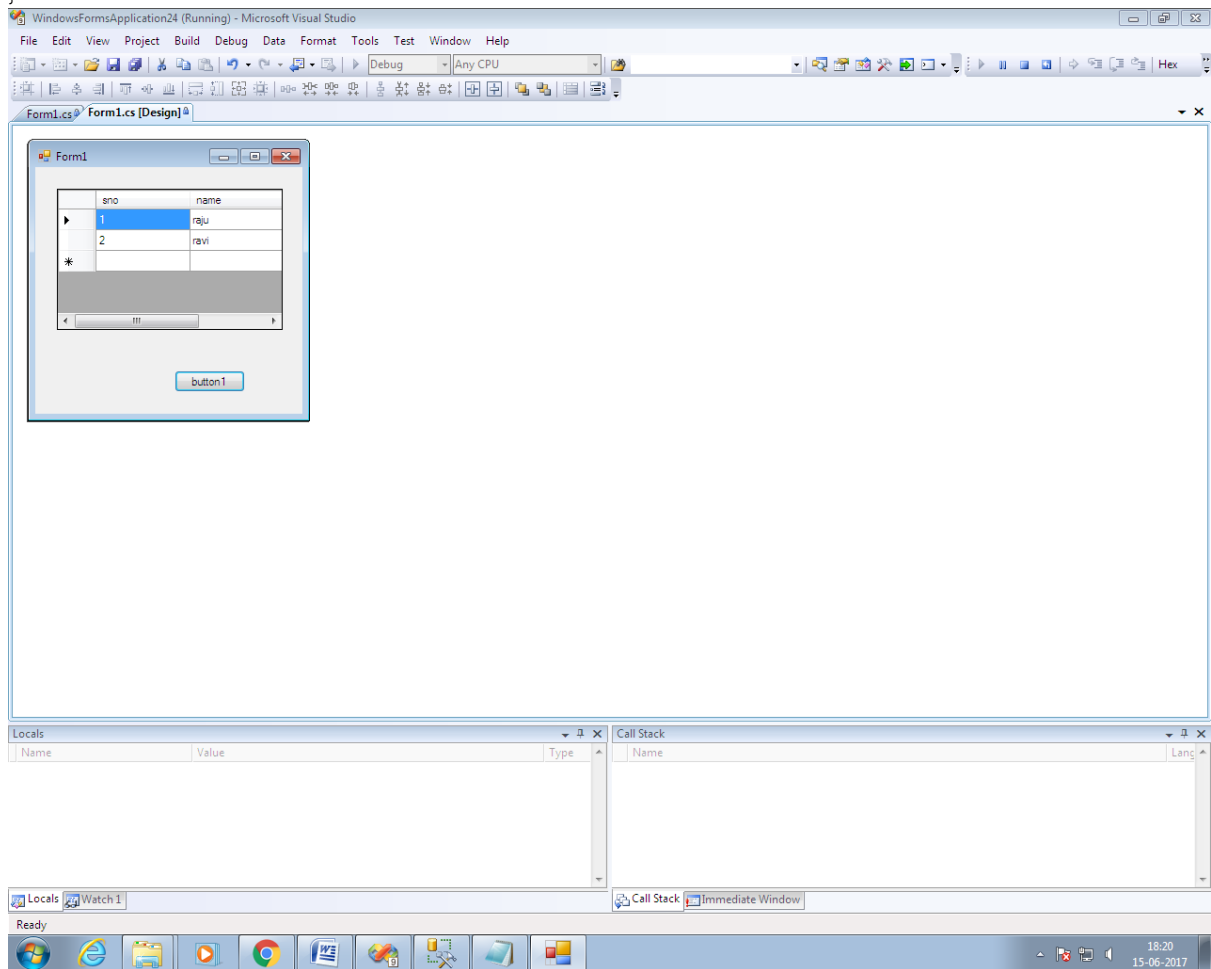 WindowsFormsApplication24 (Running) - Microsoft Visual Studio
File Edit View Project Build Debug Data Format Tools Test Window Help
Debug Any CPU Hex
Form1.cs Form1.cs [Design]
Form1
sno name
1 raju
2 ravi
button1
Locals Call Stack
Name Value Type Name Lang
Locals Watch 1 Call Stack Immediate Window
Ready
18:20
15-06-2017